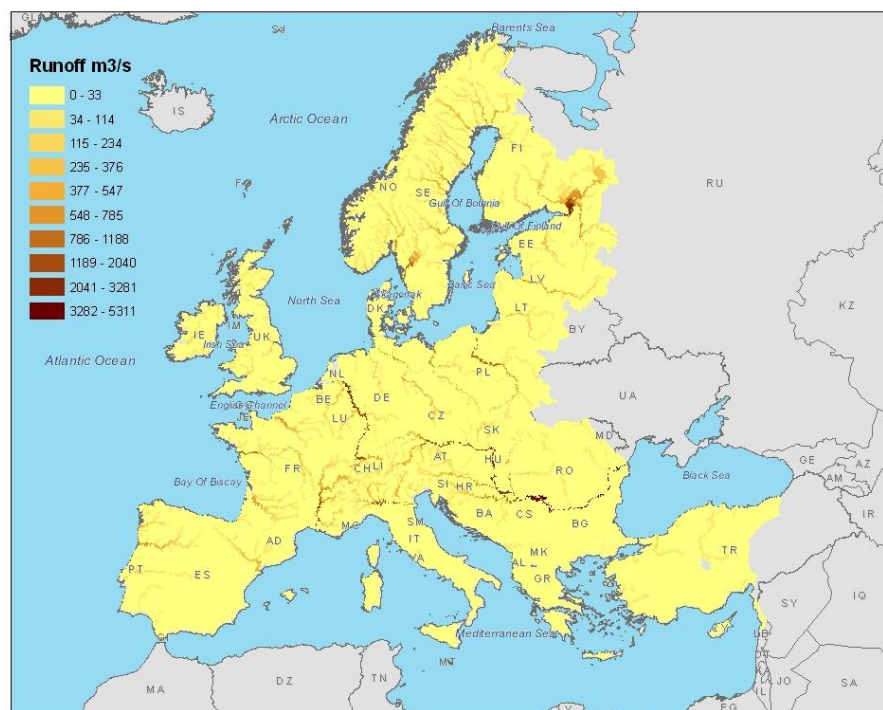 GL
Sd
Barents Sea
Runoff m3/s
0 - 33
34 - 114
115 - 234
235 - 376
377 - 547
548 - 785
786 - 1188
1189 - 2040
2041 - 3281
3282 - 5311
IS
Arctic Ocean
FI
RU
NO
SE
Gulf Of Botania
Gulf Of Finland
EE
LV
North Sea
Skagerrak
Baltic Sea
DK
LT
KZ
IE
IM
UK
Irish Sea
BY
Atlantic Ocean
NL
PL
BE
DE
UA
English Channel
JE
LU
CZ
SK
MD
FR
CH
LI
AT
HU
RO
GE
AZ
AM
Bay Of Biscay
SI
HR
Black Sea
BA
CS
BG
IR
MC
SM
AD
IT
VA
MK
AL
TR
PT
ES
GR
SY
IQ
Mediterranean Sea
CY
LB
MT
MA
DZ
TN
JO
IL
SA
EG